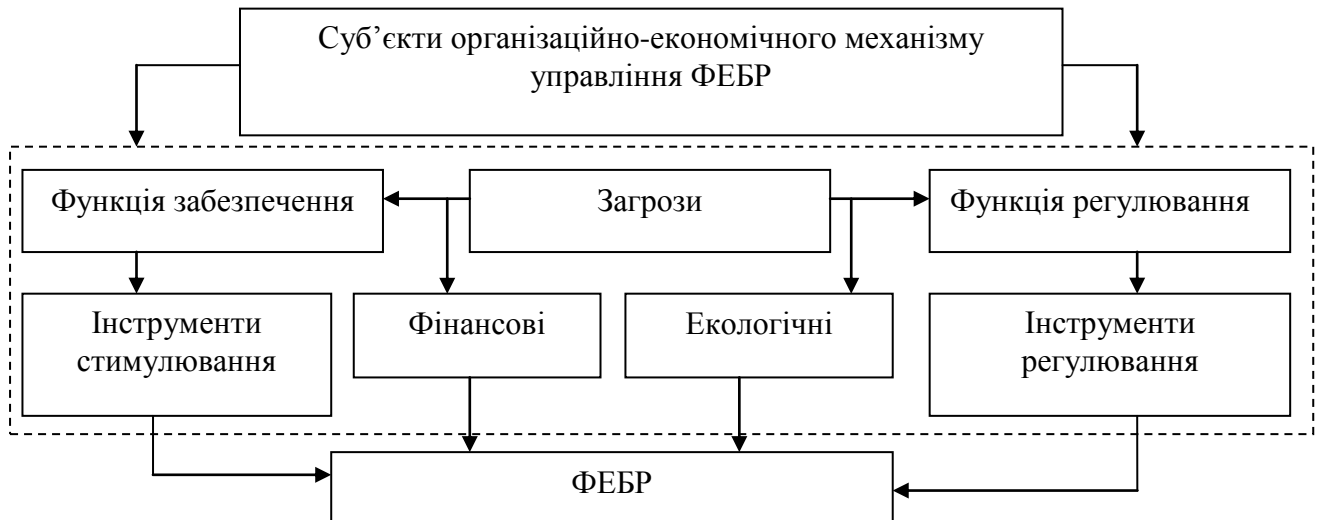 Суб’єкти організаційно-економічного механізму
управління ФЕБР
Функція забезпечення
Загрози
Функція регулювання
Інструменти
стимулювання
Фінансові
Екологічні
Інструменти
регулювання
ФЕБР